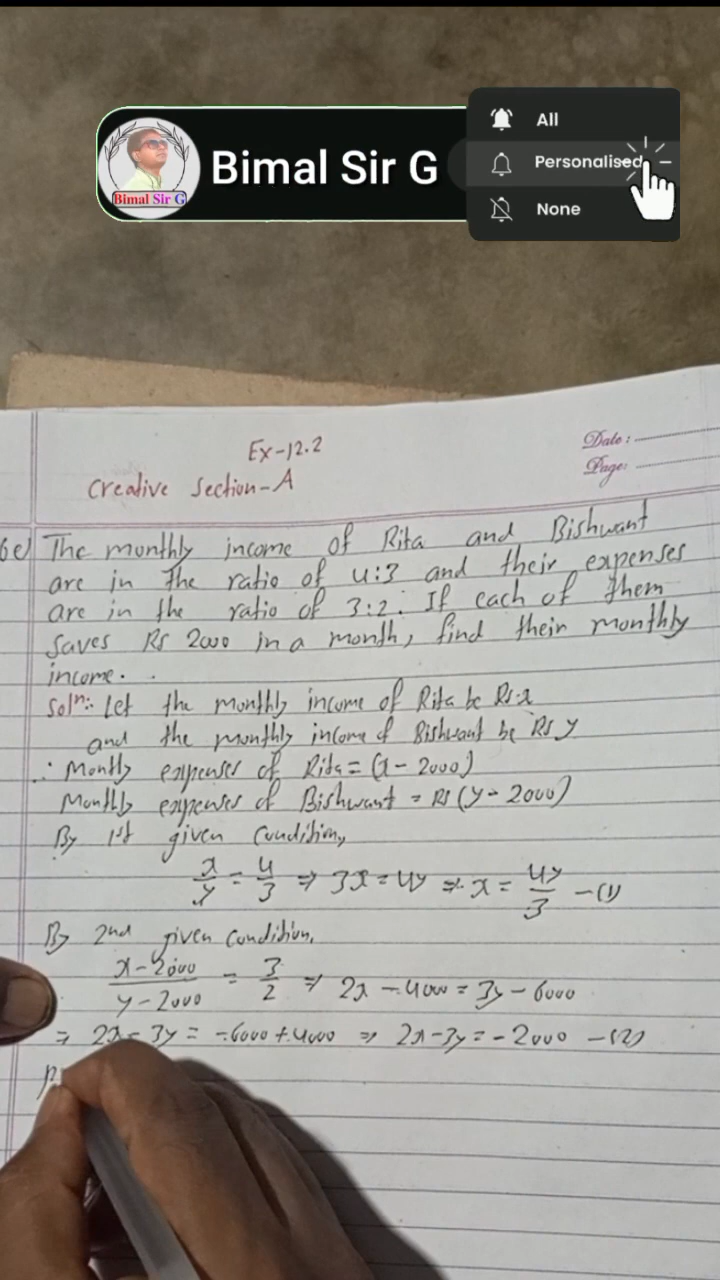 All
Personalised
None
Bimal Sir G
Bimal Sir G
Ex-12.2
Date:
Page:
Creative Section-A
6e) The monthly income of Rita and Bishwant
are in the ratio of 4:3 and their expenses
are in the ratio of 3:2. If each of them
saves Rs 2000 in a month, find their monthly
income.
Soln: Let the monthly income of Rita be Rs.x
and the monthly income of Bishwant be Rs y
∴ Montly expenses of Rita = (x - 2000)
Monthly expenses of Bishwant = Rs (y - 2000)
By 1st given Condition,
x/y = 4/3 ⇒ 3x = 4y ⇒ x = 4y/3 -(1)
By 2nd given Condition,
x-2000/y-2000 = 3/2 ⇒ 2x - 4000 = 3y - 6000
⇒ 2x - 3y = -6000 + 4000 ⇒ 2x - 3y = -2000 -(2)